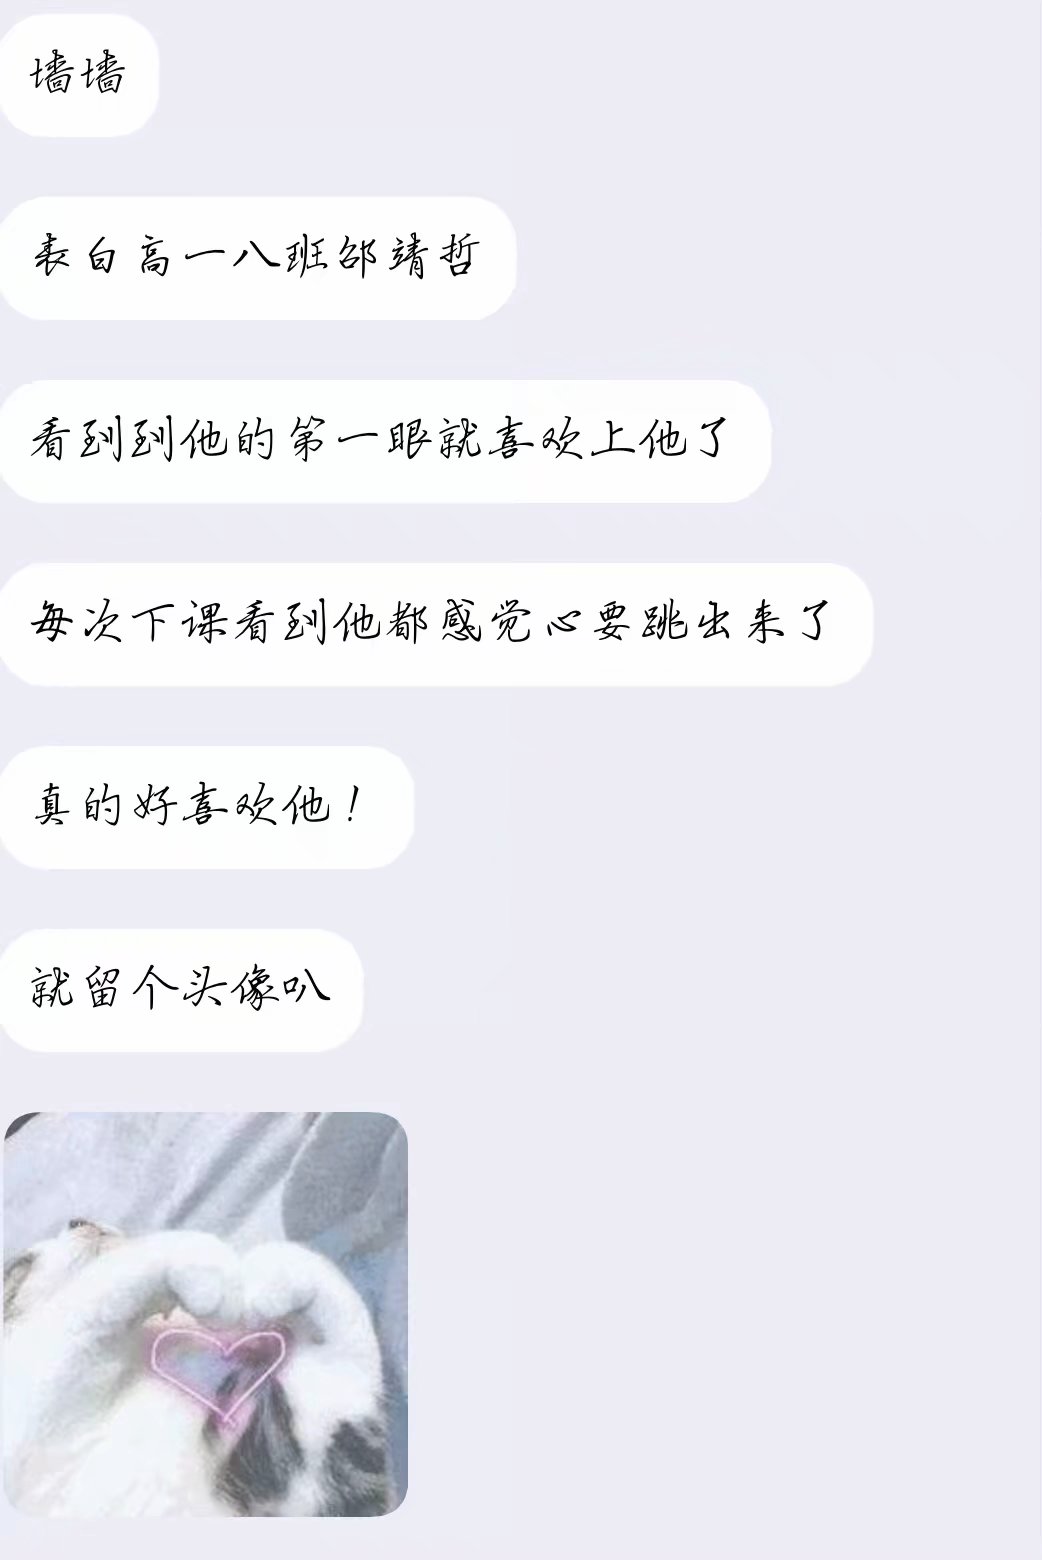 墙墙
表白高一八班邰靖哲
看到到他的第一眼就喜欢上他了
每次下课看到他都感觉心要跳出来了
真的好喜欢他！
就留个头像叭